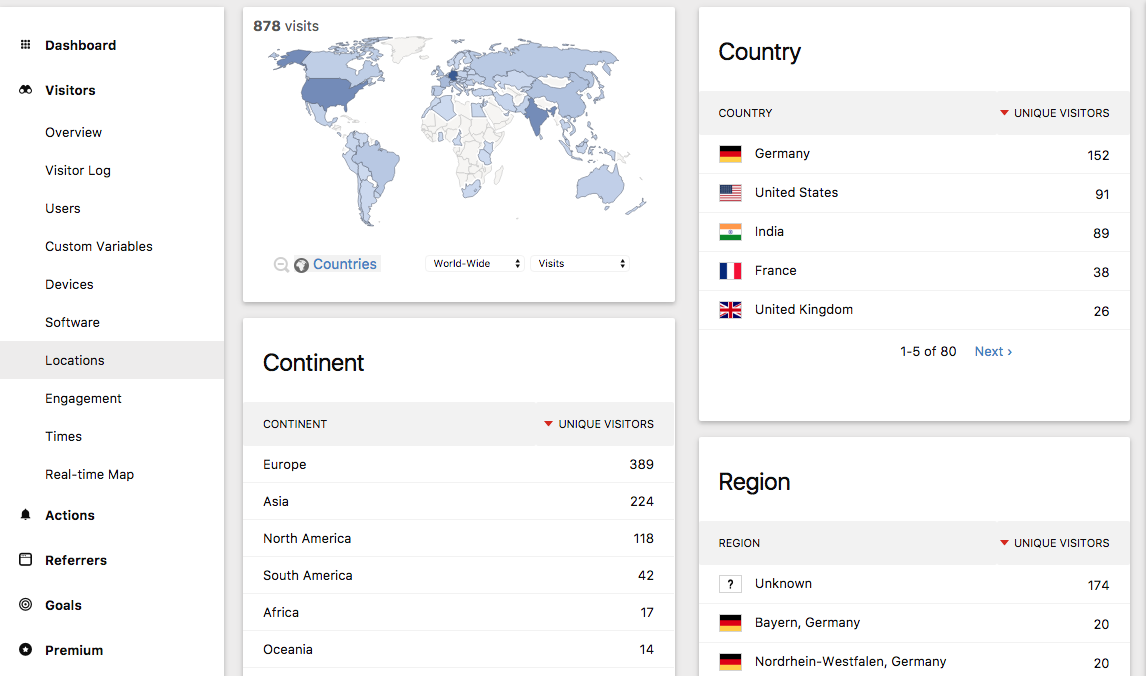 Dashboard
Visitors
Overview
Visitor Log
Users
Custom Variables
Devices
Software
Locations
Engagement
Times
Real-time Map
Actions
Referrers
Goals
Premium
878 visits
Countries
World-Wide
Visits
Continent
CONTINENT UNIQUE VISITORS
Europe 389
Asia 224
North America 118
South America 42
Africa 17
Oceania 14
Country
COUNTRY UNIQUE VISITORS
Germany 152
United States 91
India 89
France 38
United Kingdom 26
1-5 of 80 Next ›
Region
REGION UNIQUE VISITORS
? Unknown 174
Bayern, Germany 20
Nordrhein-Westfalen, Germany 20